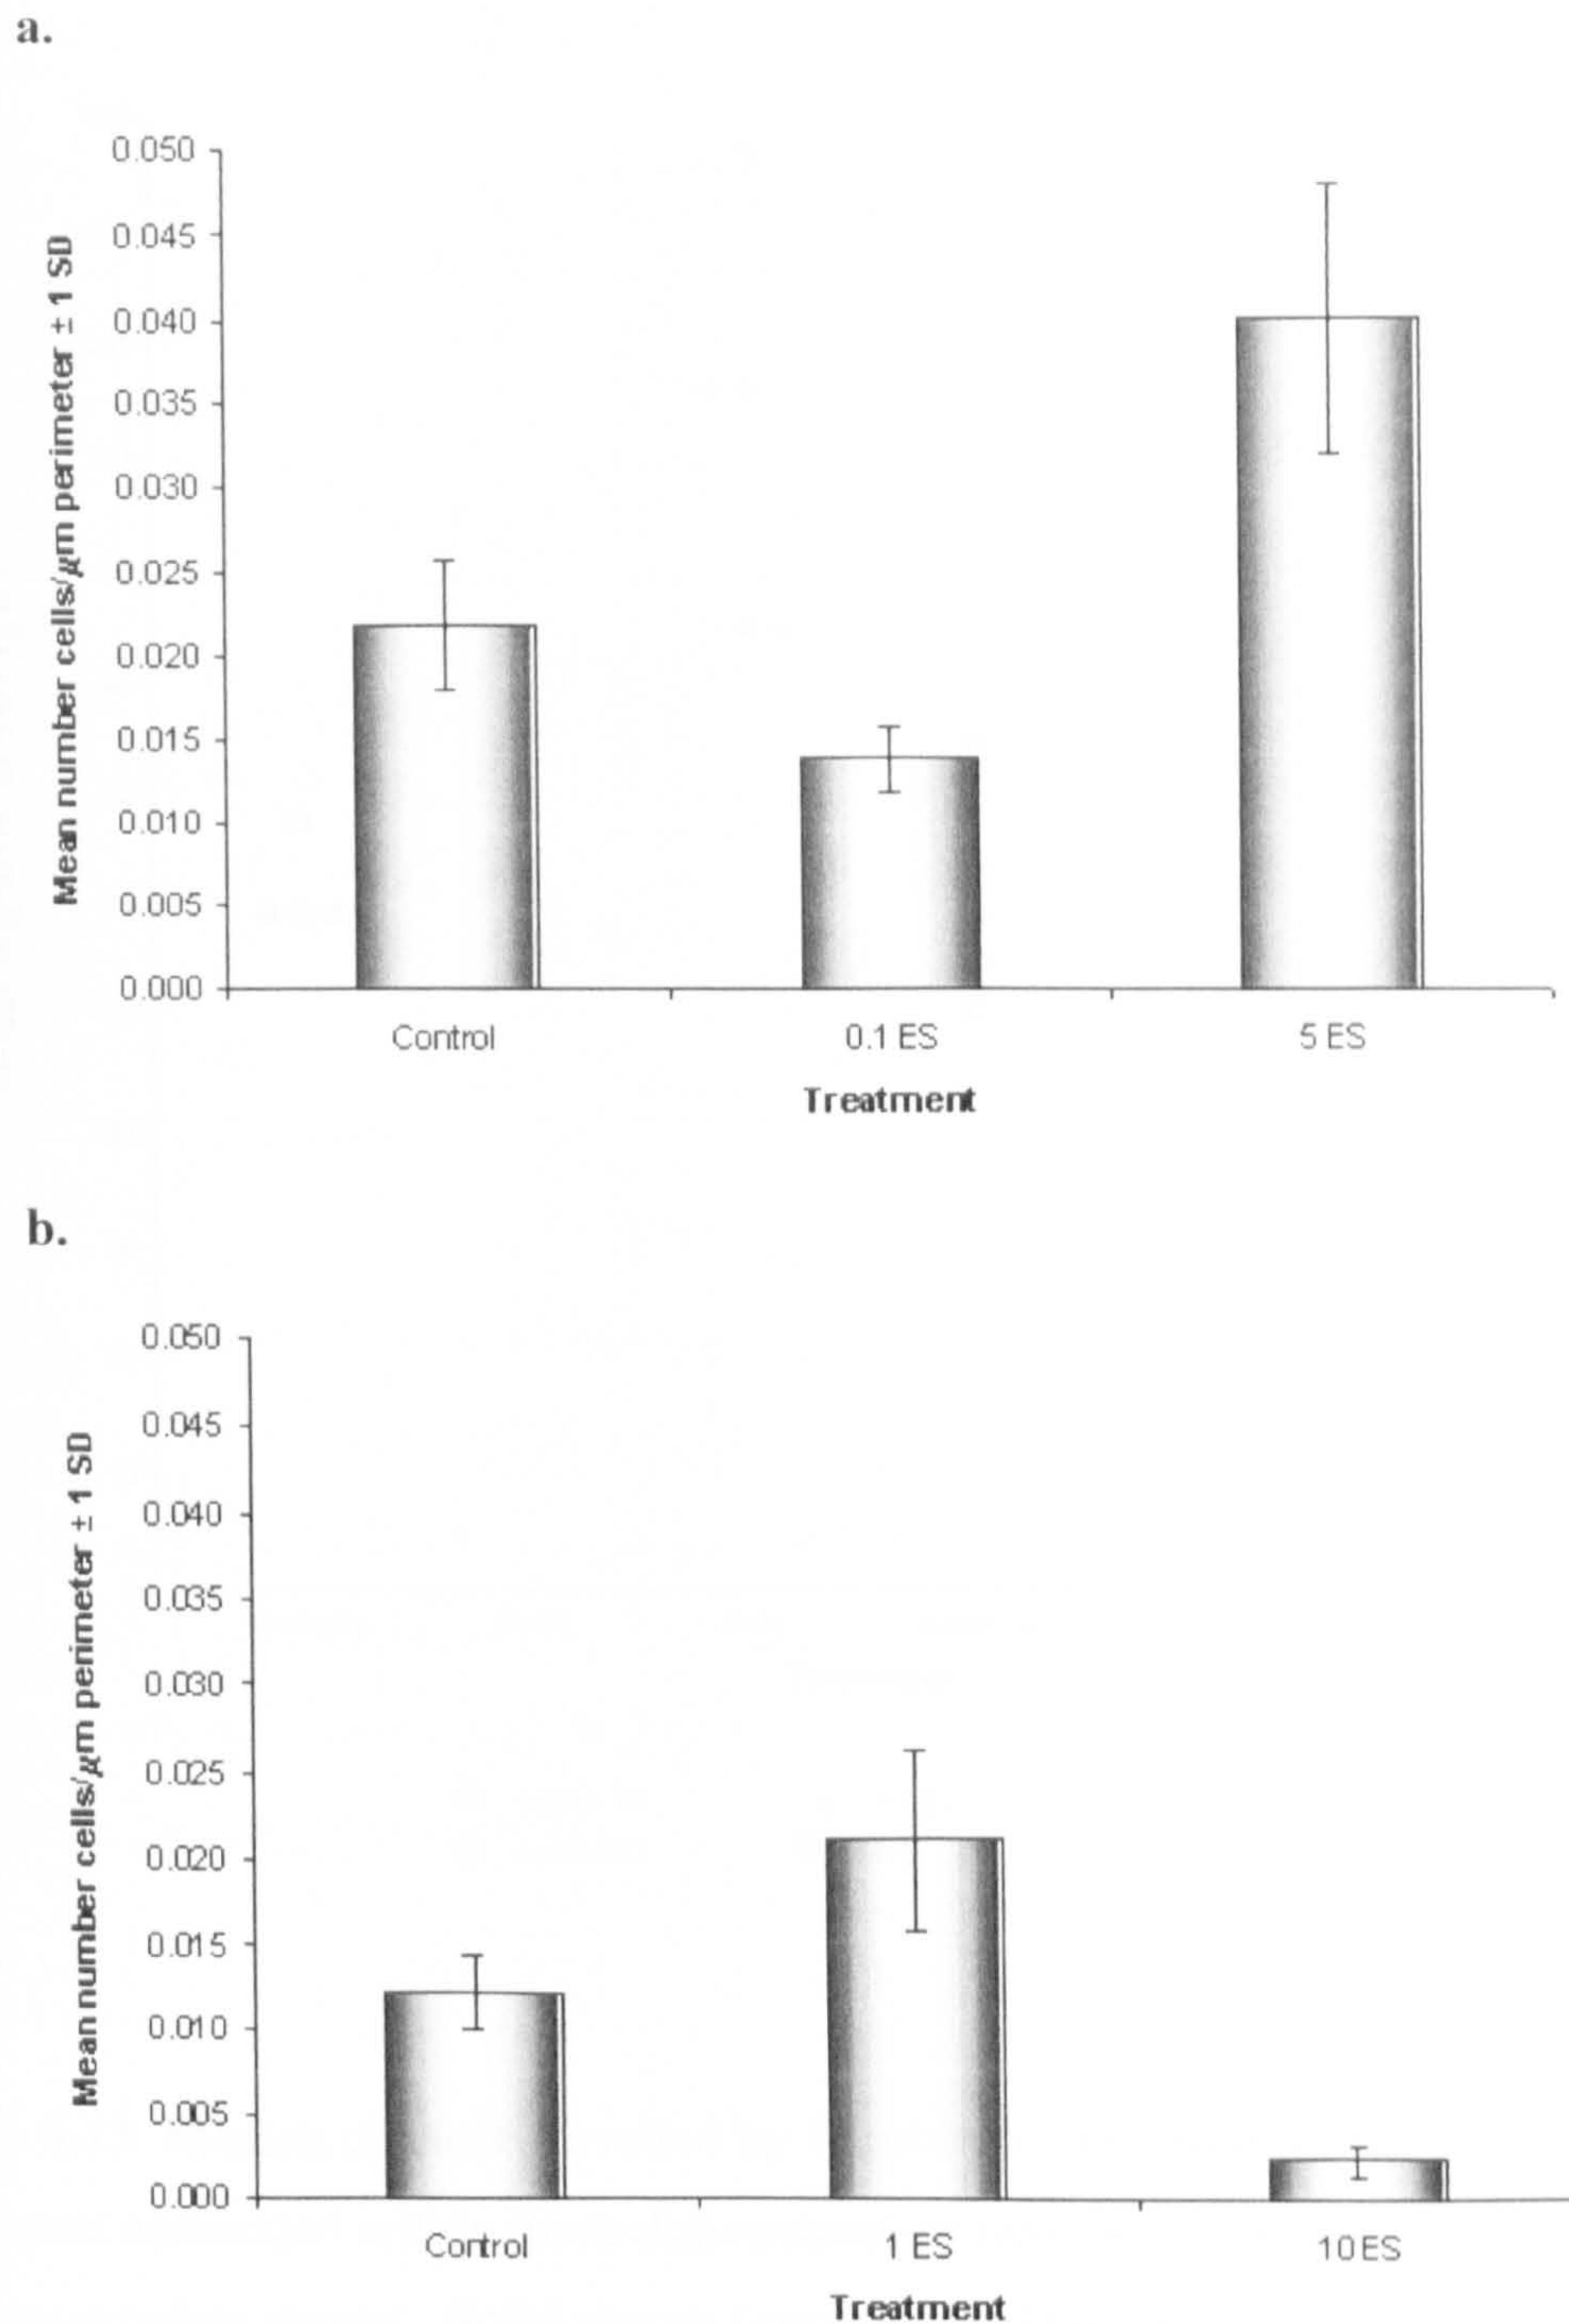 a.
Mean number cells/μm perimeter ± 1 SD
0.050
0.045
0.040
0.035
0.030
0.025
0.020
0.015
0.010
0.005
0.000
Control 0.1 ES 5 ES
Treatment
b.
Mean number cells/μm perimeter ± 1 SD
0.050
0.045
0.040
0.035
0.030
0.025
0.020
0.015
0.010
0.005
0.000
Control 1 ES 10 ES
Treatment